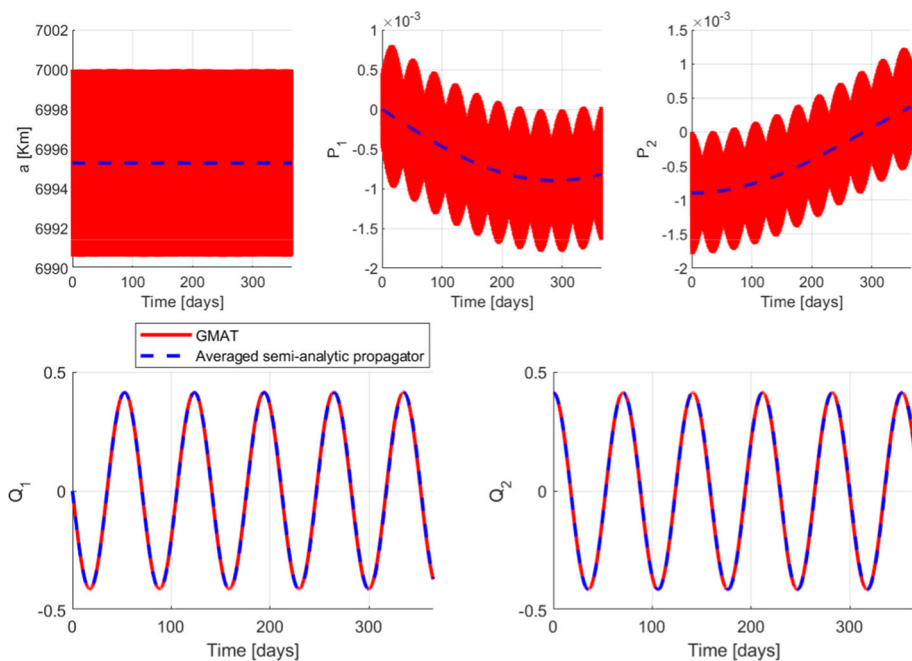 7002
7000
6998
6996
6994
6992
6990
a [Km]
0 100 200 300
Time [days]
×10⁻³
1
0.5
0
-0.5
-1
-1.5
-2
P₁
0 100 200 300
Time [days]
×10⁻³
1.5
1
0.5
0
-0.5
-1
-1.5
-2
P₂
0 100 200 300
Time [days]
GMAT
Averaged semi-analytic propagator
0.5
0
-0.5
Q₁
0 100 200 300
Time [days]
0.5
0
-0.5
Q₂
0 100 200 300
Time [days]